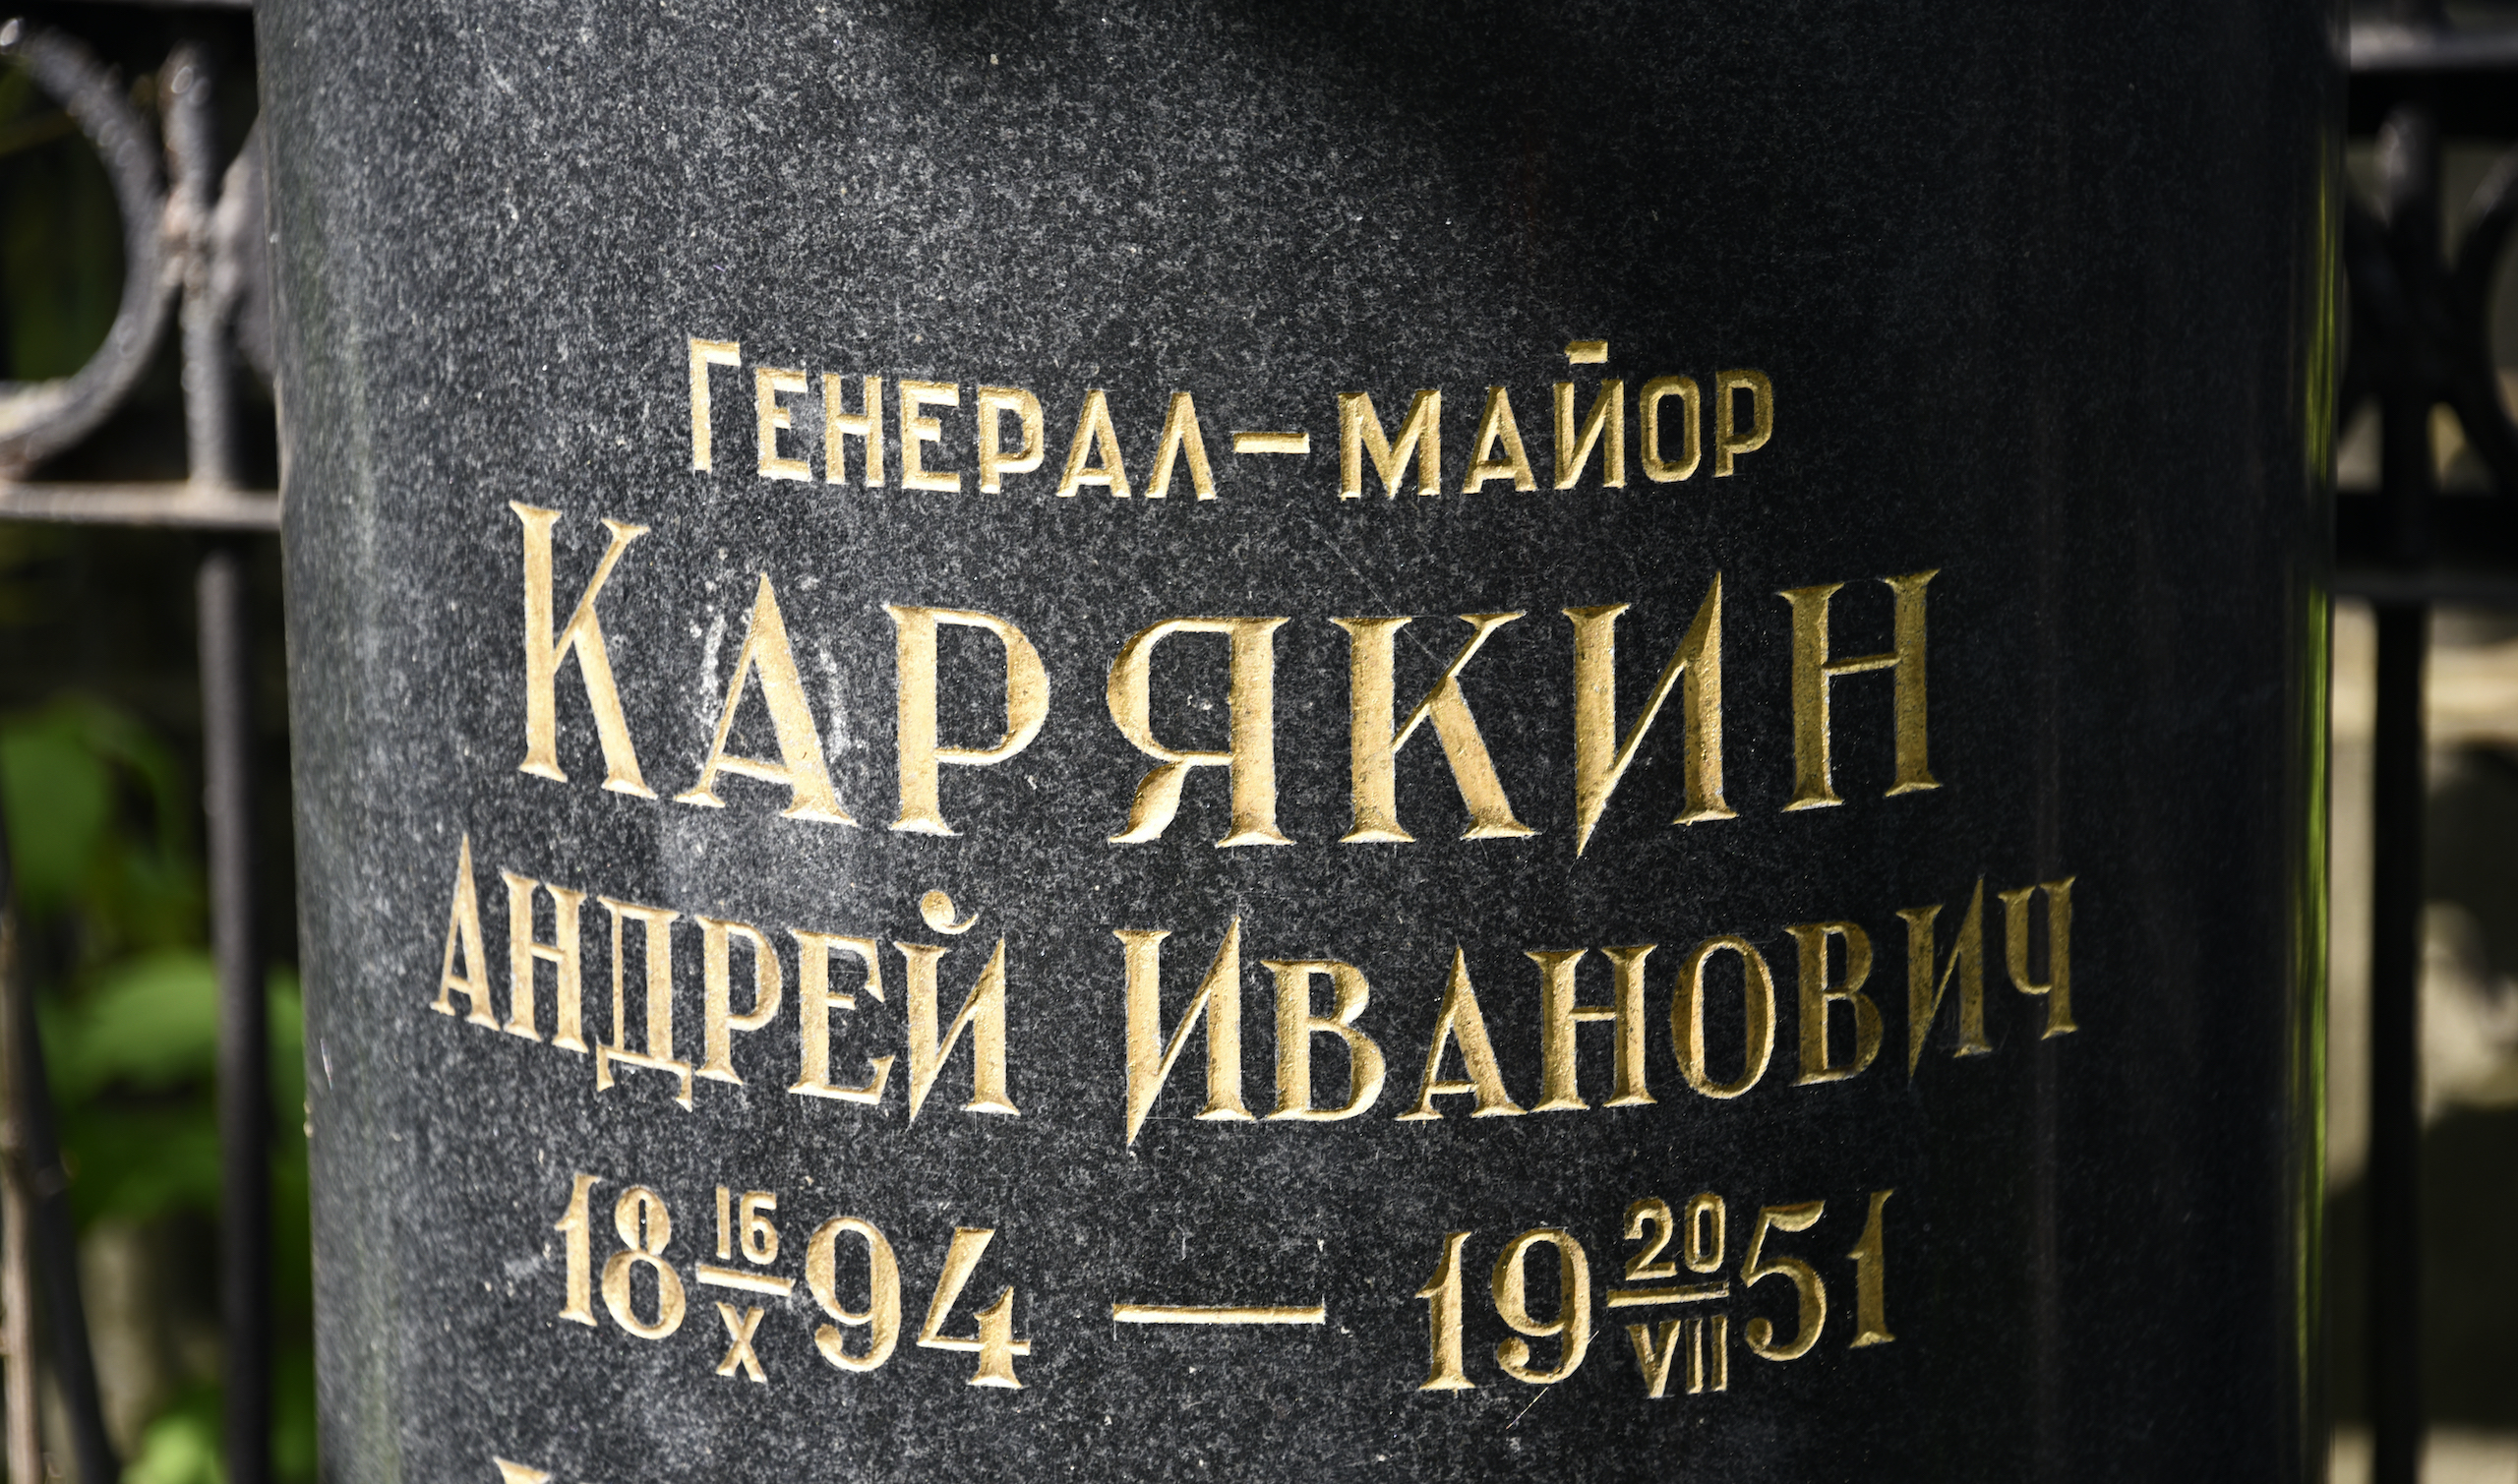 ГЕНЕРАЛ-МАЙОР
КАРЯКИН
АНДРЕЙ ИВАНОВИЧ
18 16/X 94 — 19 20/VII 51